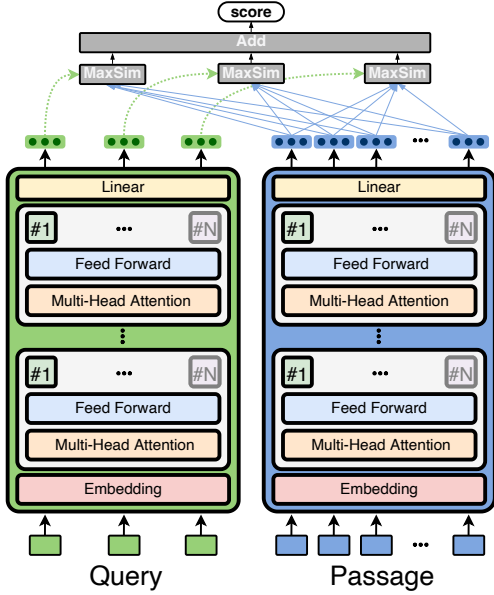 score
Add
MaxSim MaxSim MaxSim
Linear Linear
#1 ... #N #1 ... #N
Feed Forward Feed Forward
Multi-Head Attention Multi-Head Attention
#1 ... #N #1 ... #N
Feed Forward Feed Forward
Multi-Head Attention Multi-Head Attention
Embedding Embedding
Query Passage